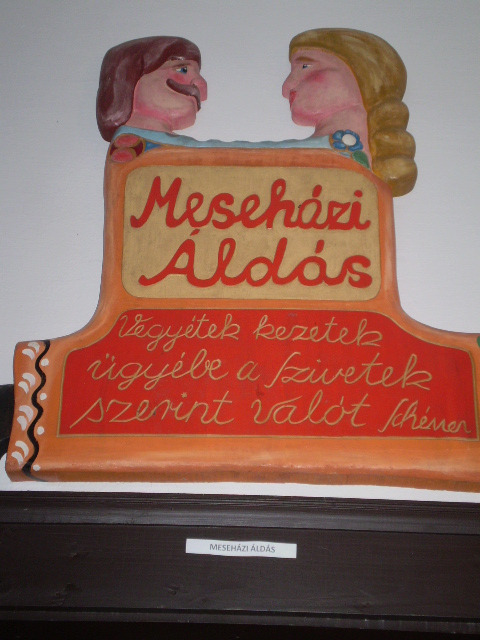 Meseházi
Áldás
Vegyétek kezetek
ügyébe a szivetek
szerint valót Schéner
MESEHÁZI ÁLDÁS